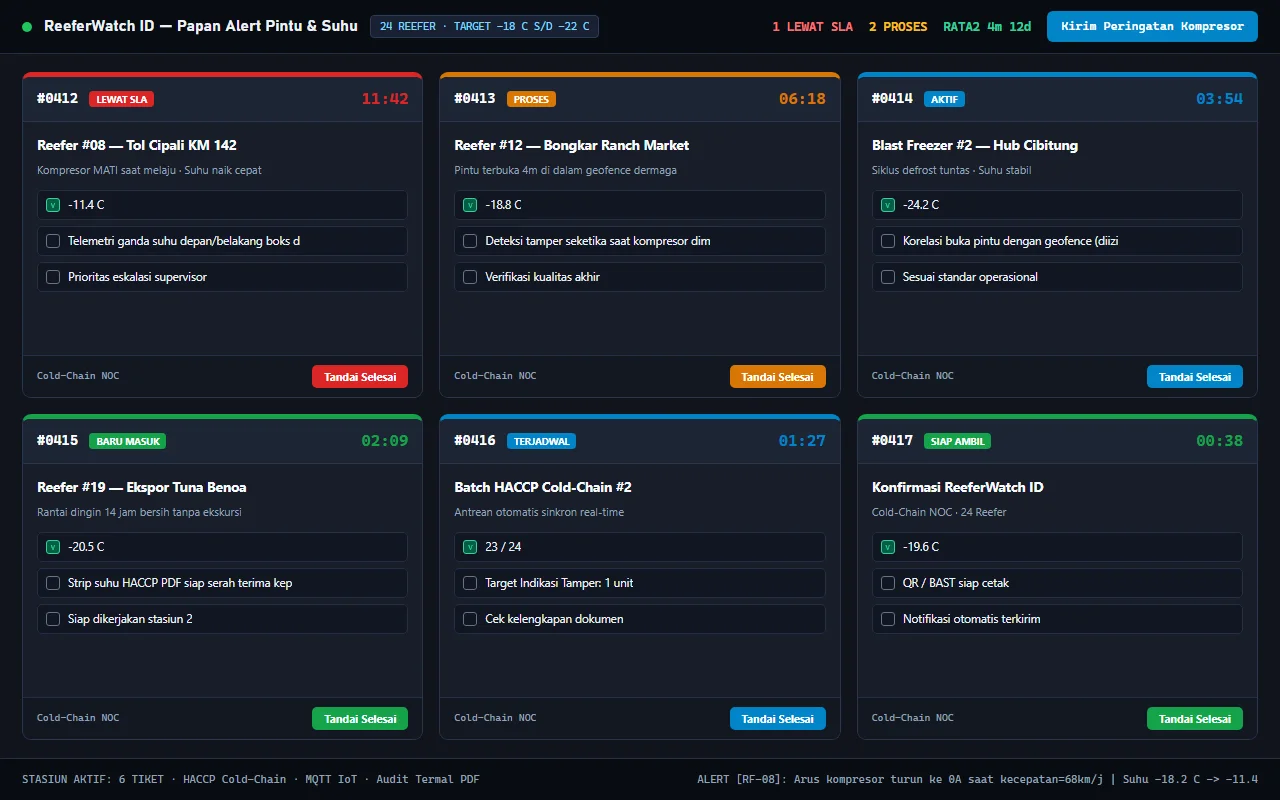 ReeferWatch ID — Papan Alert Pintu & Suhu
24 REEFER · TARGET -18 C S/D -22 C
1 LEWAT SLA
2 PROSES
RATA2 4m 12d
Kirim Peringatan Kompresor
#0412 LEWAT SLA 11:42
Reefer #08 — Tol Cipali KM 142
Kompresor MATI saat melaju · Suhu naik cepat
v -11.4 C
Telemetri ganda suhu depan/belakang boks d
Prioritas eskalasi supervisor
Cold-Chain NOC
Tandai Selesai
#0413 PROSES 06:18
Reefer #12 — Bongkar Ranch Market
Pintu terbuka 4m di dalam geofence dermaga
v -18.8 C
Deteksi tamper seketika saat kompresor dim
Verifikasi kualitas akhir
Cold-Chain NOC
Tandai Selesai
#0414 AKTIF 03:54
Blast Freezer #2 — Hub Cibitung
Siklus defrost tuntas · Suhu stabil
v -24.2 C
Korelasi buka pintu dengan geofence (diizi
Sesuai standar operasional
Cold-Chain NOC
Tandai Selesai
#0415 BARU MASUK 02:09
Reefer #19 — Ekspor Tuna Benoa
Rantai dingin 14 jam bersih tanpa ekskursi
v -20.5 C
Strip suhu HACCP PDF siap serah terima kep
Siap dikerjakan stasiun 2
Cold-Chain NOC
Tandai Selesai
#0416 TERJADWAL 01:27
Batch HACCP Cold-Chain #2
Antrean otomatis sinkron real-time
v 23 / 24
Target Indikasi Tamper: 1 unit
Cek kelengkapan dokumen
Cold-Chain NOC
Tandai Selesai
#0417 SIAP AMBIL 00:38
Konfirmasi ReeferWatch ID
Cold-Chain NOC · 24 Reefer
v -19.6 C
QR / BAST siap cetak
Notifikasi otomatis terkirim
Cold-Chain NOC
Tandai Selesai
STASIUN AKTIF: 6 TIKET · HACCP Cold-Chain · MQTT IoT · Audit Termal PDF
ALERT [RF-08]: Arus kompresor turun ke 0A saat kecepatan=68km/j | Suhu -18.2 C -> -11.4